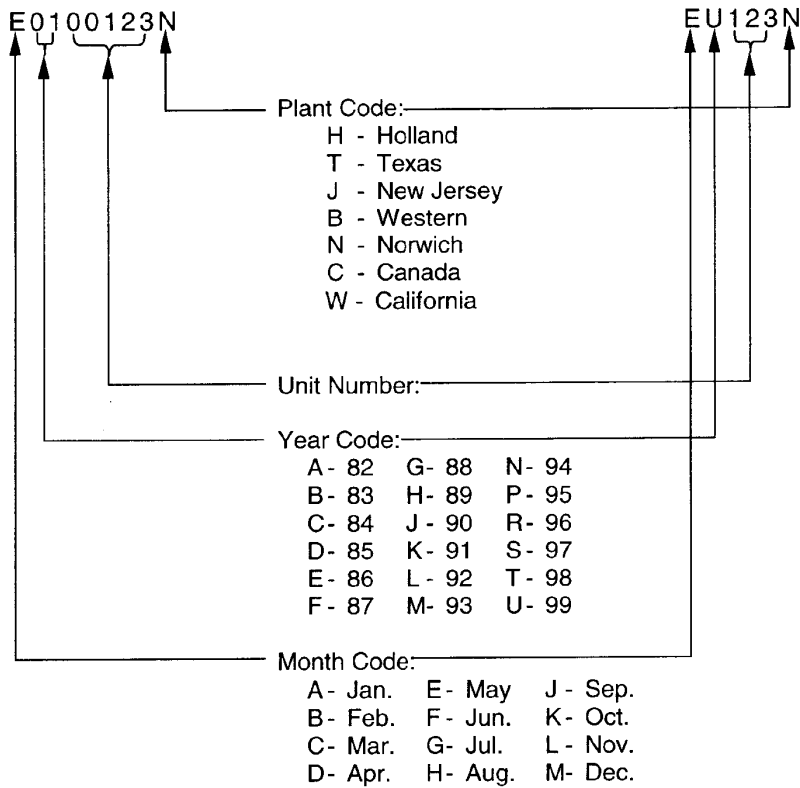 E0100123N EU123N
Plant Code:
H - Holland
T - Texas
J - New Jersey
B - Western
N - Norwich
C - Canada
W - California
Unit Number:
Year Code:
A - 82 G - 88 N - 94
B - 83 H - 89 P - 95
C - 84 J - 90 R - 96
D - 85 K - 91 S - 97
E - 86 L - 92 T - 98
F - 87 M - 93 U - 99
Month Code:
A - Jan. E - May J - Sep.
B - Feb. F - Jun. K - Oct.
C - Mar. G - Jul. L - Nov.
D - Apr. H - Aug. M - Dec.